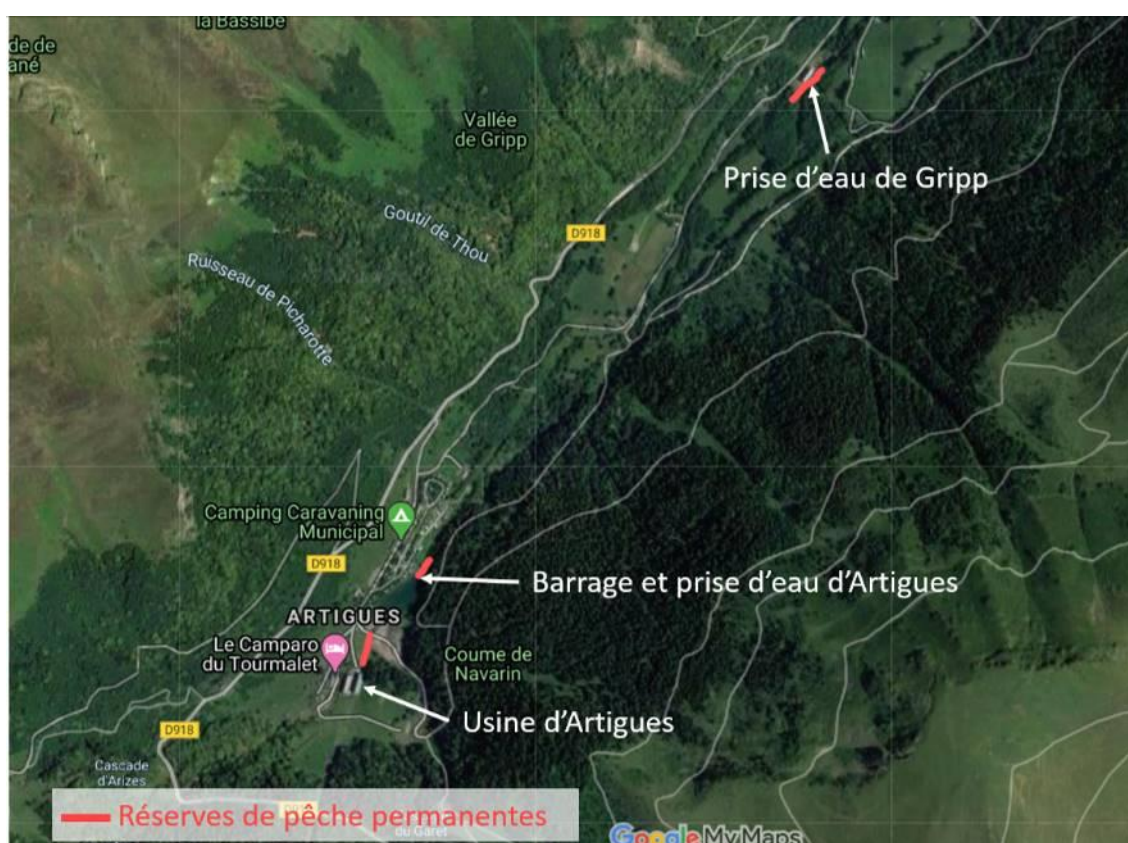 la Bassibe
de de
ané
Vallée
de Gripp
Prise d'eau de Gripp
Goutil de Thou
D918
Ruisseau de Picharotte
Camping Caravaning
Municipal
D918
Barrage et prise d'eau d'Artigues
ARTIGUES
Le Camparo
du Tourmalet
Coume de
Navarin
Usine d'Artigues
D918
Cascade
d'Arizes
Réserves de pêche permanentes
du Garet
Google My Maps